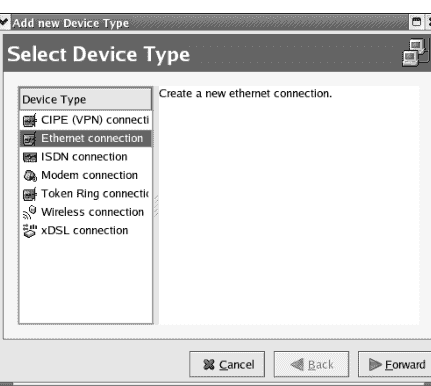 Add new Device Type
Select Device Type
Device Type
CIPE (VPN) connecti
Ethernet connection
ISDN connection
Modem connection
Token Ring connectic
Wireless connection
xDSL connection
Create a new ethernet connection.
Cancel
Back
Forward